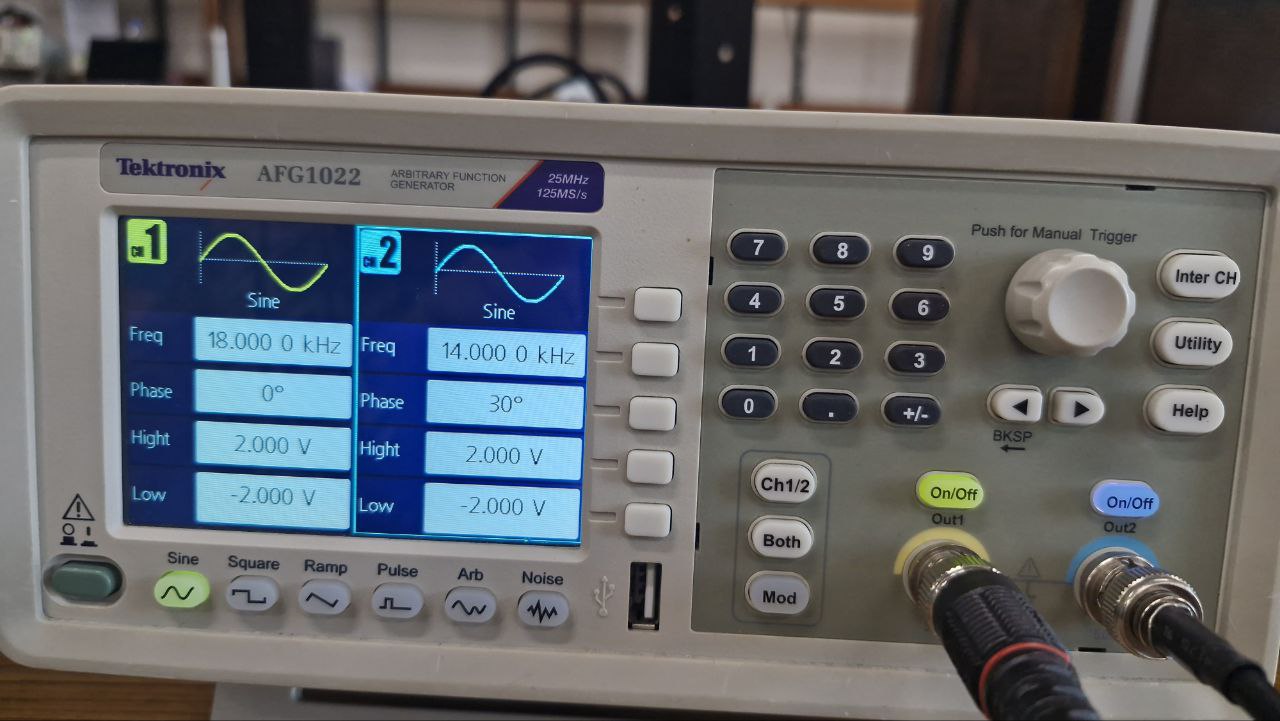 Tektronix AFG1022 ARBITRARY FUNCTION GENERATOR 25MHz 125MS/s
CH1
Sine
Freq 18.000 0 kHz
Phase 0°
Hight 2.000 V
Low -2.000 V
CH2
Sine
Freq 14.000 0 kHz
Phase 30°
Hight 2.000 V
Low -2.000 V
Sine Square Ramp Pulse Arb Noise
7 8 9
4 5 6
1 2 3
0 . +/-
Push for Manual Trigger
Inter CH
Utility
Help
BKSP
Ch1/2
Both
Mod
On/Off
Out1
On/Off
Out2